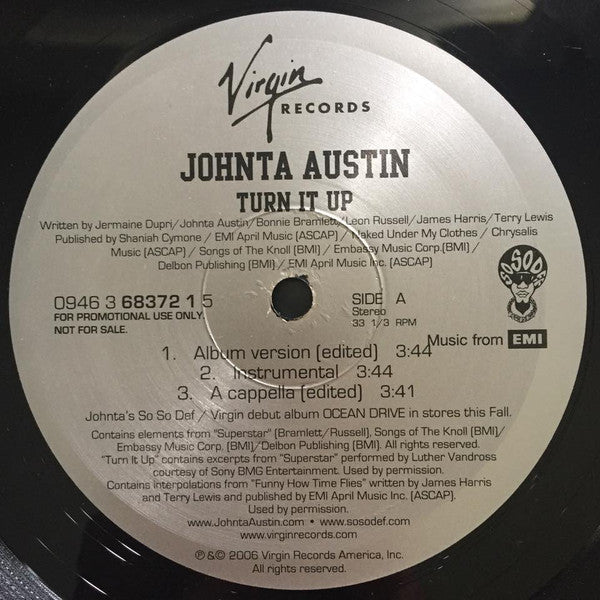 Virgin
RECORDS
JOHNTA AUSTIN
TURN IT UP
Written by Jermaine Dupri/Johnta Austin/Bonnie Bramlett/Leon Russell/James Harris/Terry Lewis
Published by Shaniah Cymone / EMI April Music (ASCAP) / Naked Under My Clothes / Chrysalis
Music (ASCAP) / Songs of The Knoll (BMI) / Embassy Music Corp.(BMI)/
Delbon Publishing (BMI) / EMI April Music Inc. (ASCAP)
SO SO DEF
0946 3 68372 1 5
FOR PROMOTIONAL USE ONLY.
NOT FOR SALE.
SIDE A
Stereo
33 1/3 RPM
Music from EMI
1. Album version (edited) 3:44
2. Instrumental 3:44
3. A cappella (edited) 3:41
Johnta's So So Def / Virgin debut album OCEAN DRIVE in stores this Fall.
Contains elements from "Superstar" (Bramlett/Russell), Songs of The Knoll (BMI)/
Embassy Music Corp, (BMI)/Delbon Publishing (BMI). All rights reserved.
"Turn It Up" contains excerpts from "Superstar" performed by Luther Vandross
courtesy of Sony BMG Entertainment. Used by permission.
Contains interpolations from "Funny How Time Flies" written by James Harris
and Terry Lewis and published by EMI April Music Inc. (ASCAP).
Used by permission.
www.JohntaAustin.com • www.sosodef.com •
www.virginrecords.com
℗ &© 2006 Virgin Records America, Inc.
All rights reserved.